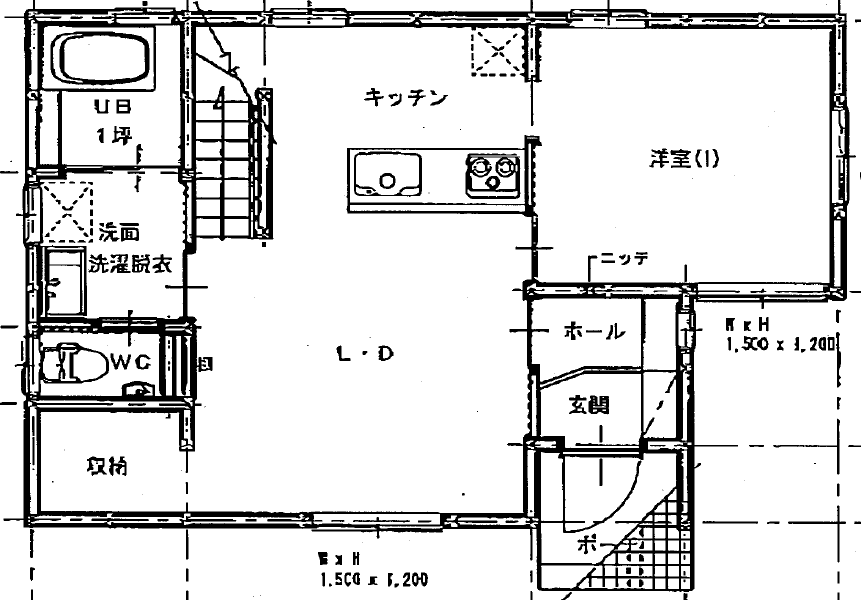 キッチン
UB
1坪
洋室(1)
洗面
洗濯脱衣
ニッチ
ホール
W x H
1,500 x 1,200
WC
L・D
玄関
収納
ポーチ
W x H
1,500 x 1,200